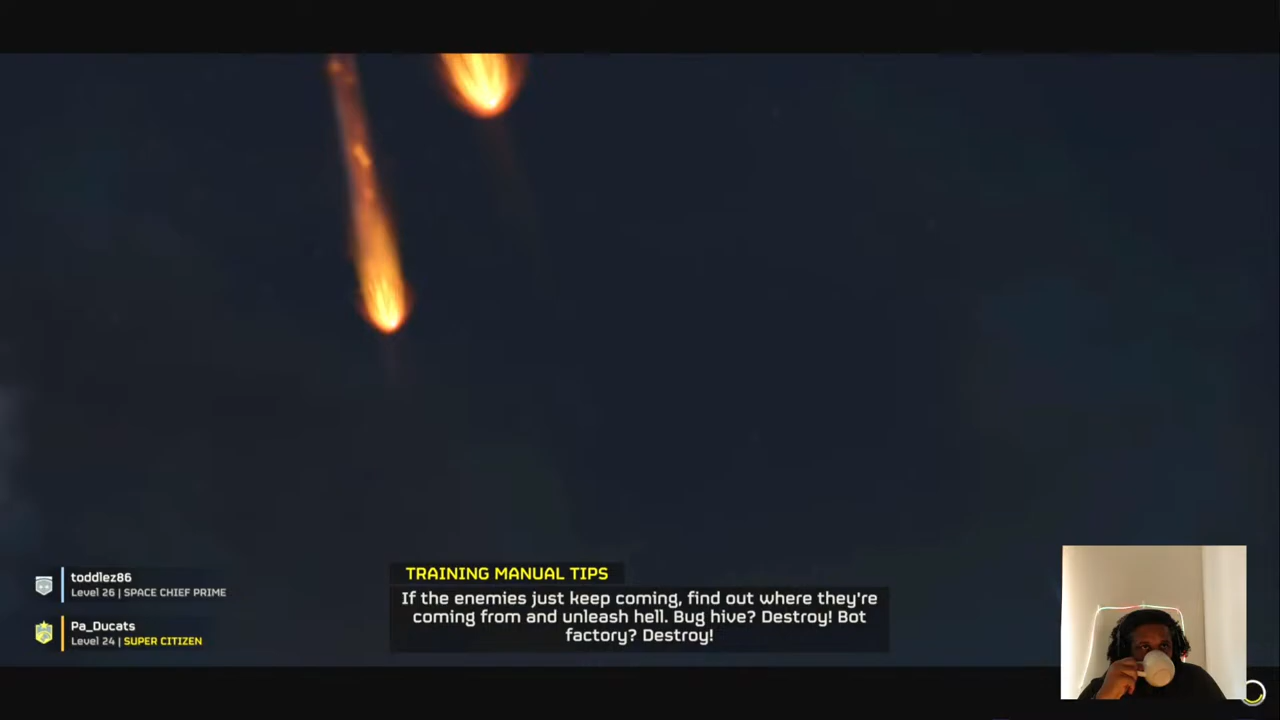 toddlez86
Level 26 | SPACE CHIEF PRIME
Pa_Ducats
Level 24 | SUPER CITIZEN
TRAINING MANUAL TIPS
If the enemies just keep coming, find out where they're
coming from and unleash hell. Bug hive? Destroy! Bot
factory? Destroy!